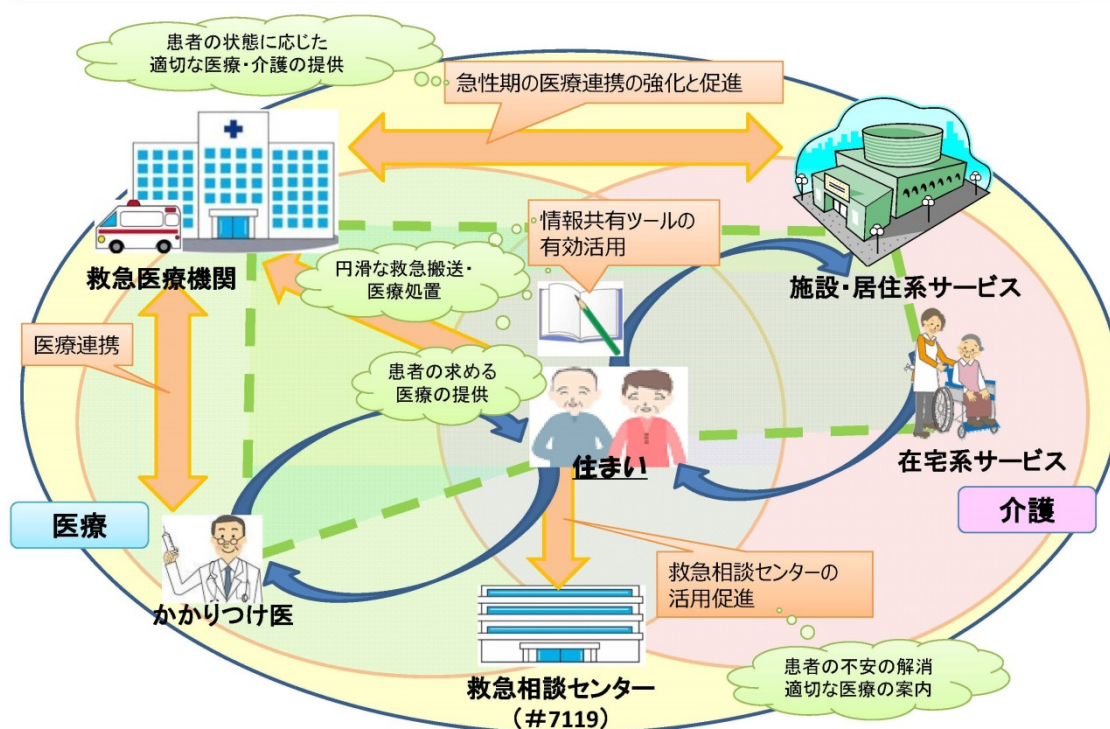 患者の状態に応じた
適切な医療・介護の提供
急性期の医療連携の強化と促進
救急医療機関
円滑な救急搬送・
医療処置
情報共有ツールの
有効活用
施設・居住系サービス
医療連携
患者の求める
医療の提供
住まい
在宅系サービス
医療
介護
かかりつけ医
救急相談センターの
活用促進
救急相談センター
（＃7119）
患者の不安の解消
適切な医療の案内